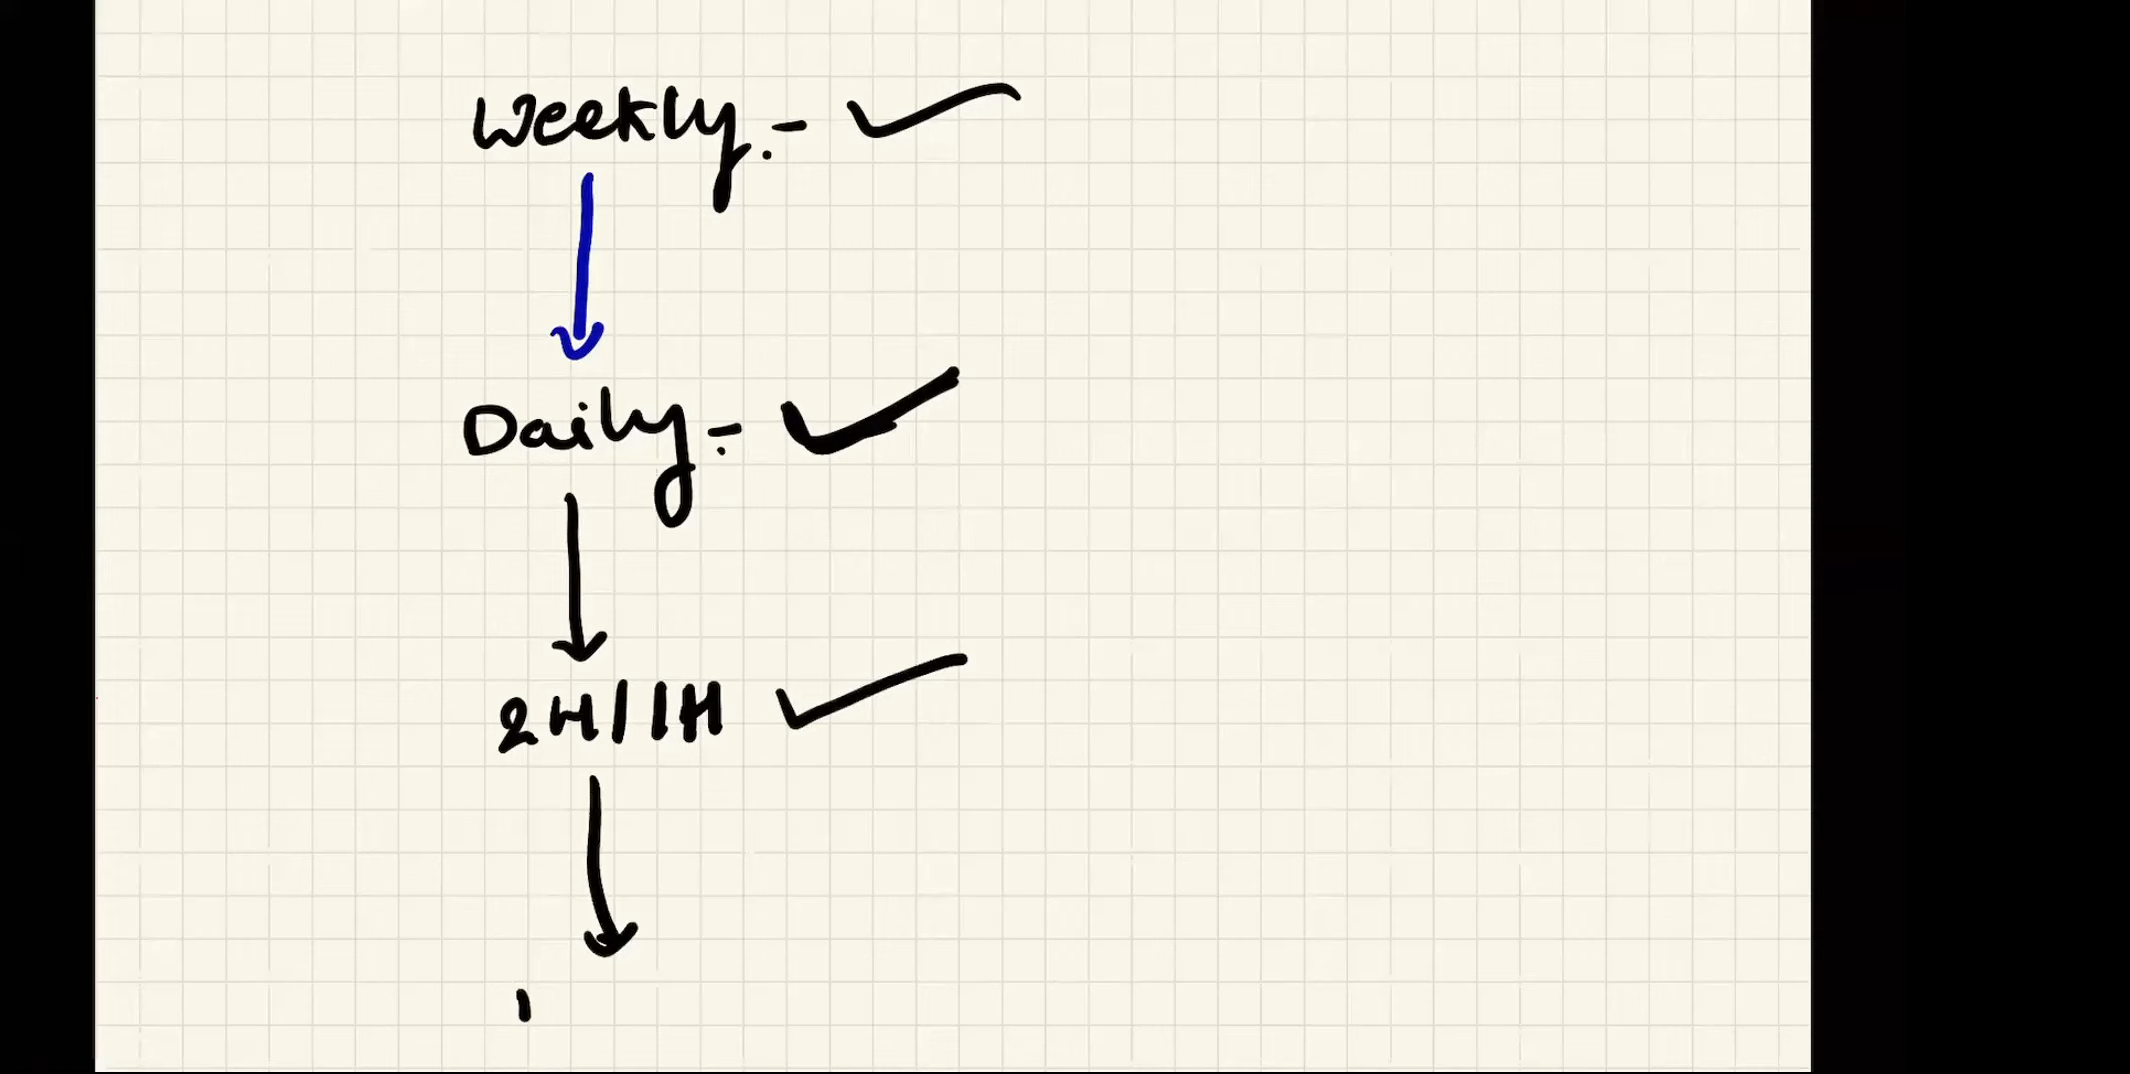 Weekly :- ✓
Daily :- ✓
2H/1H ✓